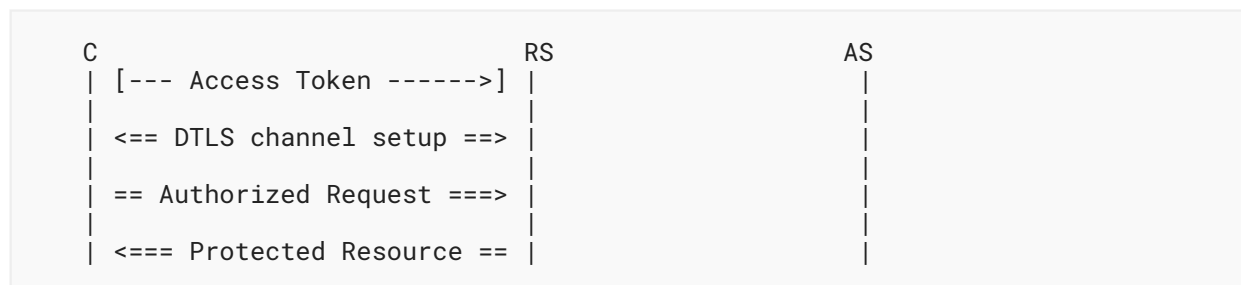 C                            RS                   AS
| [--- Access Token ------>] |                     |
|                            |                     |
| <== DTLS channel setup ==> |                     |
|                            |                     |
| == Authorized Request ===> |                     |
|                            |                     |
| <=== Protected Resource == |                     |